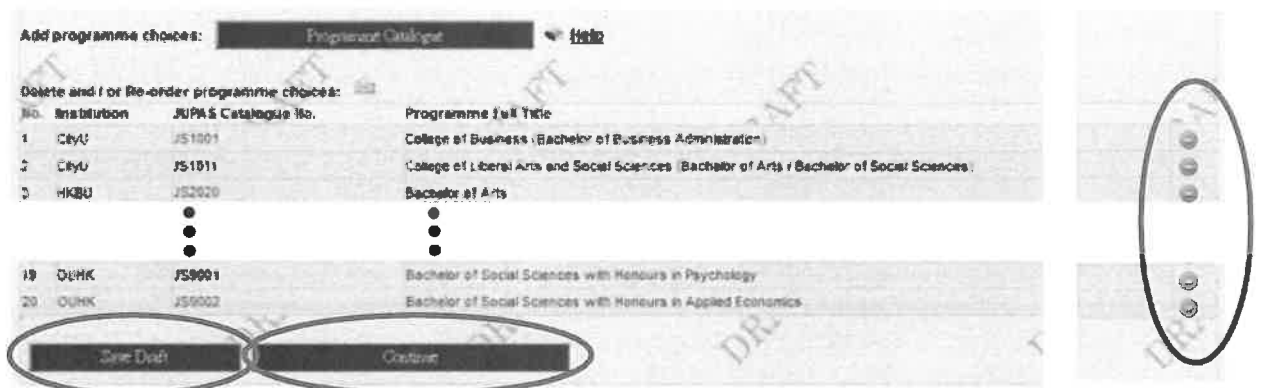 Add programme choices: Programme Catalogue Help
Delete and / or Re-order programme choices:
No. Institution JUPAS Catalogue No. Programme Full Title
1 CityU JS1001 College of Business (Bachelor of Business Administration)
2 CityU JS1011 College of Liberal Arts and Social Sciences (Bachelor of Arts / Bachelor of Social Sciences)
3 HKBU JS2020 Bachelor of Arts
19 OUHK JS9001 Bachelor of Social Sciences with Honours in Psychology
20 OUHK JS9002 Bachelor of Social Sciences with Honours in Applied Economics
Save Draft Continue
DRAFT